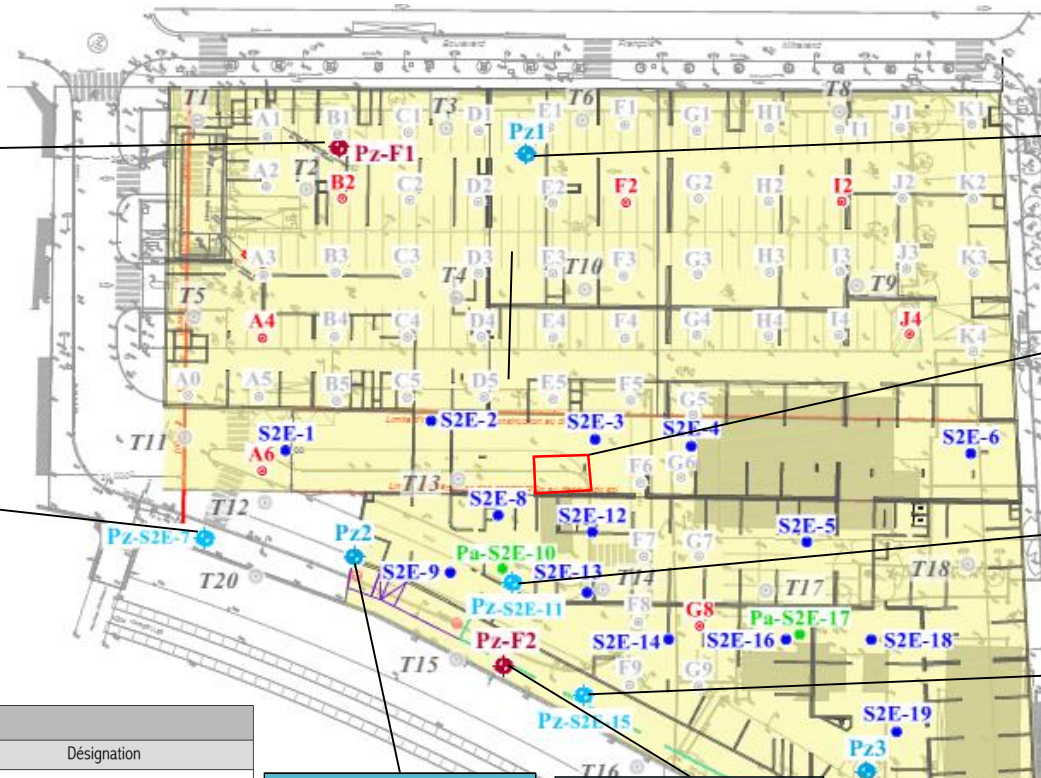 Boulevard François Mitterrand
T1 A1 B1 C1 T3 D1 E1 T6 F1 G1 H1 T8 I1 J1 K1
Pz-F1 Pz1
A2 T2 B2 C2 D2 E2 F2 G2 H2 I2 J2 K2
A3 B3 C3 D3 E3 T10 F3 G3 H3 I3 J3 K3
T4 T9
T5 A4 B4 C4 D4 E4 F4 G4 H4 I4 J4 K4
A0 A5 B5 C5 D5 E5 F5 G5
T11 S2E-1 S2E-2 S2E-3 S2E-4 S2E-6
A6 T13 F6 G6
T12 S2E-8 S2E-12 S2E-5
Pz-S2E-7 Pz2 Pa-S2E-10 F7 G7 T18
T20 S2E-9 S2E-13 T14 T17
Pz-S2E-11 F8 G8 Pa-S2E-17
Pz-F2 S2E-14 S2E-16 S2E-18
T15 F9 G9
Pz-S2E-15 S2E-19
Pz3
T16
Désignation